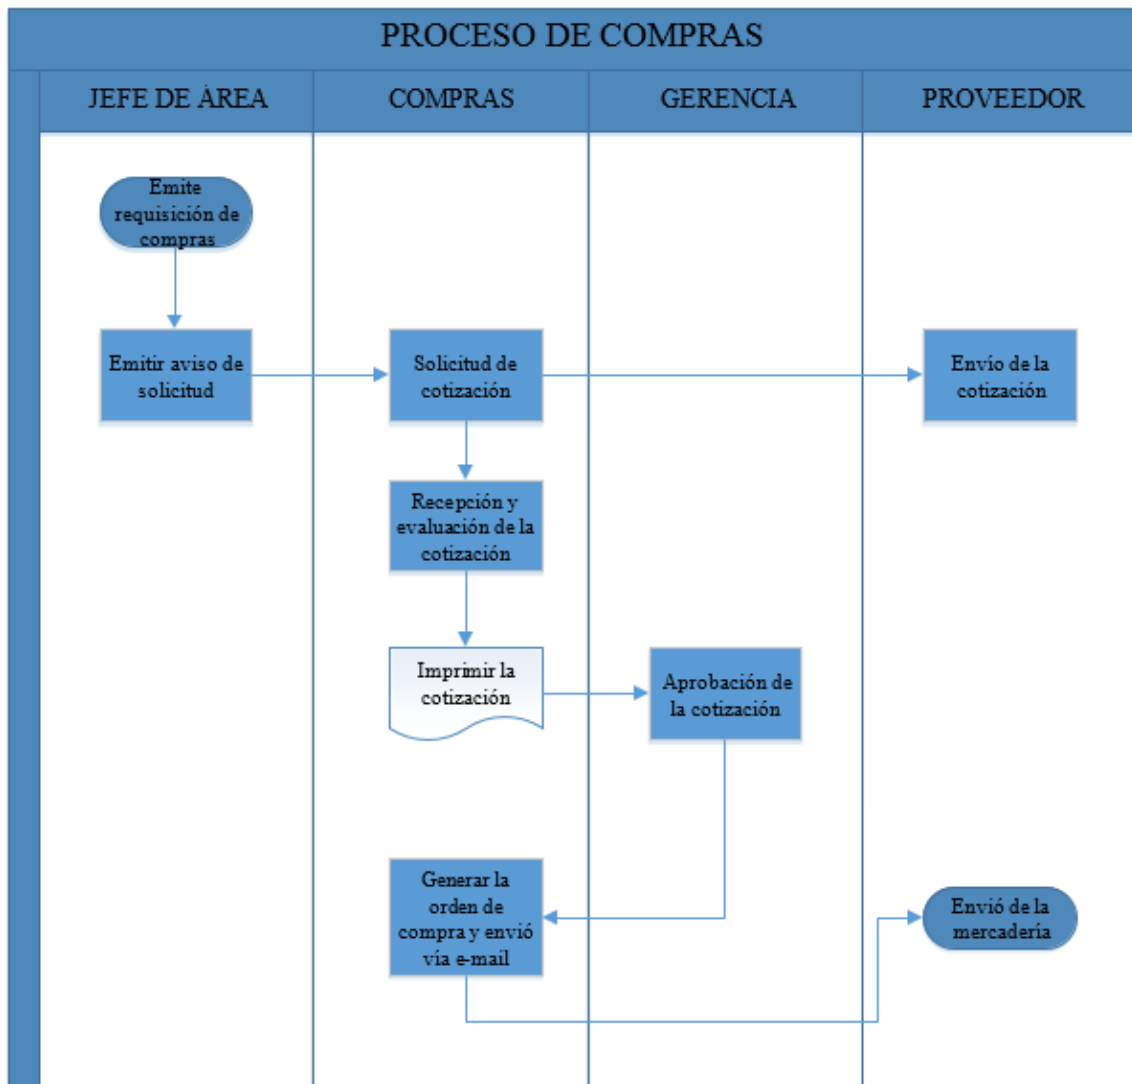 PROCESO DE COMPRAS
JEFE DE ÀREA
COMPRAS
GERENCIA
PROVEEDOR
Emite
requisición de
compras
Emitir aviso de
solicitud
Solicitud de
cotización
Envío de la
cotización
Recepción y
evaluación de la
cotización
Imprimir la
cotización
Aprobación de
la cotización
Generar la
orden de
compra y envió
vía e-mail
Envió de la
mercadería